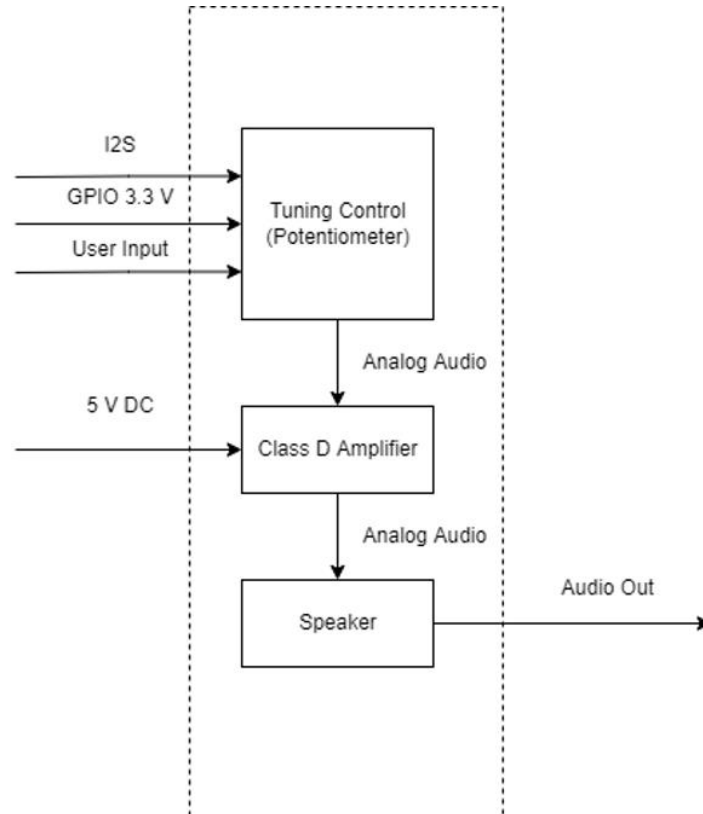 I2S
GPIO 3.3 V
User Input
Tuning Control
(Potentiometer)
Analog Audio
5 V DC
Class D Amplifier
Analog Audio
Audio Out
Speaker